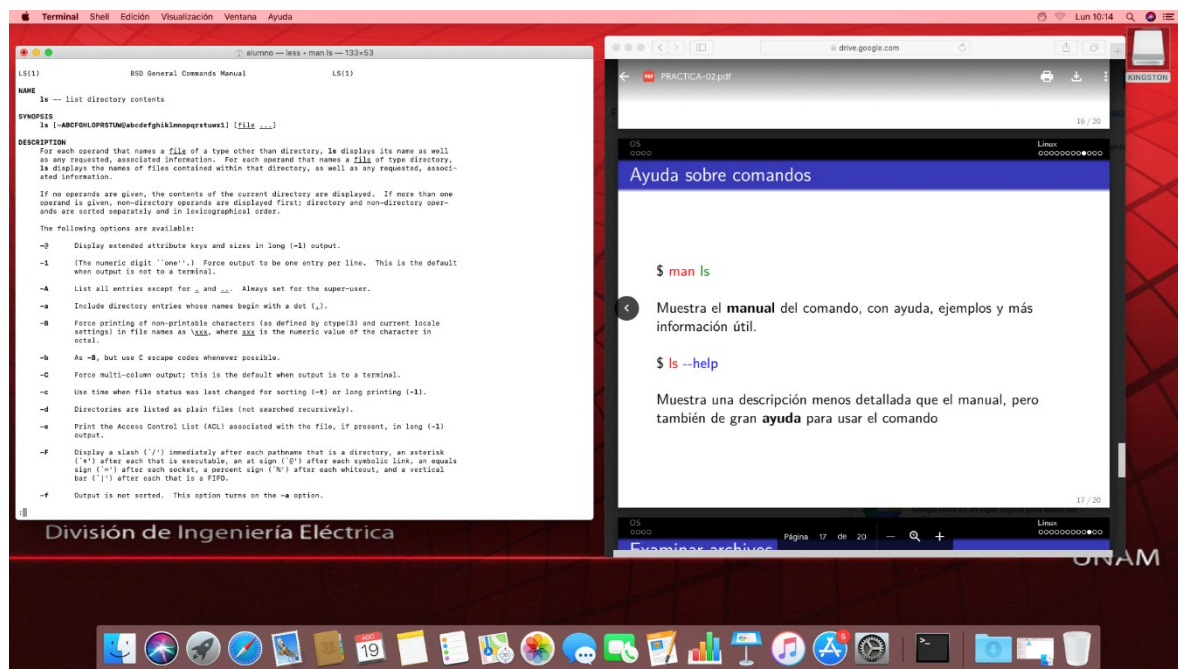 Terminal Shell Edición Visualización Ventana Ayuda
Lun 10:14
alumno — less ◂ man ls — 133×53
LS(1) BSD General Commands Manual LS(1)
NAME
ls –– list directory contents
SYNOPSIS
ls [-ABCFGHLOPRSTUW@abcdefghiklmnopqrstuwx1] [file ...]
DESCRIPTION
For each operand that names a file of a type other than directory, ls displays its name as well
as any requested, associated information. For each operand that names a file of type directory,
ls displays the names of files contained within that directory, as well as any requested, associ-
ated information.
If no operands are given, the contents of the current directory are displayed. If more than one
operand is given, non-directory operands are displayed first; directory and non-directory oper-
ands are sorted separately and in lexicographical order.
The following options are available:
-@ Display extended attribute keys and sizes in long (-l) output.
-1 (The numeric digit ``one''.) Force output to be one entry per line. This is the default
when output is not to a terminal.
-A List all entries except for . and ... Always set for the super-user.
-a Include directory entries whose names begin with a dot (.).
-B Force printing of non-printable characters (as defined by ctype(3) and current locale
settings) in file names as \xxx, where xxx is the numeric value of the character in
octal.
-b As -B, but use C escape codes whenever possible.
-C Force multi-column output; this is the default when output is to a terminal.
-c Use time when file status was last changed for sorting (-t) or long printing (-l).
-d Directories are listed as plain files (not searched recursively).
-e Print the Access Control List (ACL) associated with the file, if present, in long (-l)
output.
-F Display a slash (`/') immediately after each pathname that is a directory, an asterisk
(`*') after each that is executable, an at sign (`@') after each symbolic link, an equals
sign (`=') after each socket, a percent sign (`%') after each whiteout, and a vertical
bar (`|') after each that is a FIFO.
-f Output is not sorted. This option turns on the -a option.
:
División de Ingeniería Eléctrica
drive.google.com
PDF PRACTICA-02.pdf
16 / 20
OS Linux
Ayuda sobre comandos
$ man ls
Muestra el manual del comando, con ayuda, ejemplos y más
información útil.
$ ls --help
Muestra una descripción menos detallada que el manual, pero
también de gran ayuda para usar el comando
17 / 20
OS Linux
Examinar archivos
Página 17 de 20 — +
KINGSTON
UNAM
AGO
19
5
>_